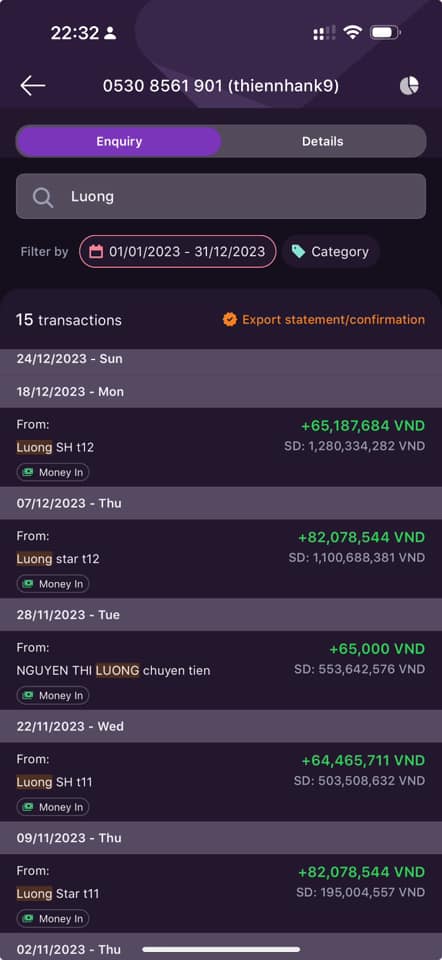 22:32
0530 8561 901 (thiennhank9)
Enquiry
Details
Luong
Filter by
01/01/2023 - 31/12/2023
Category
15 transactions
Export statement/confirmation
24/12/2023 - Sun
18/12/2023 - Mon
From:
+65,187,684 VND
Luong SH t12
SD: 1,280,334,282 VND
Money In
07/12/2023 - Thu
From:
+82,078,544 VND
Luong star t12
SD: 1,100,688,381 VND
Money In
28/11/2023 - Tue
From:
+65,000 VND
NGUYEN THI LUONG chuyen tien
SD: 553,642,576 VND
Money In
22/11/2023 - Wed
From:
+64,465,711 VND
Luong SH t11
SD: 503,508,632 VND
Money In
09/11/2023 - Thu
From:
+82,078,544 VND
Luong Star t11
SD: 195,004,557 VND
Money In
02/11/2023 - Thu